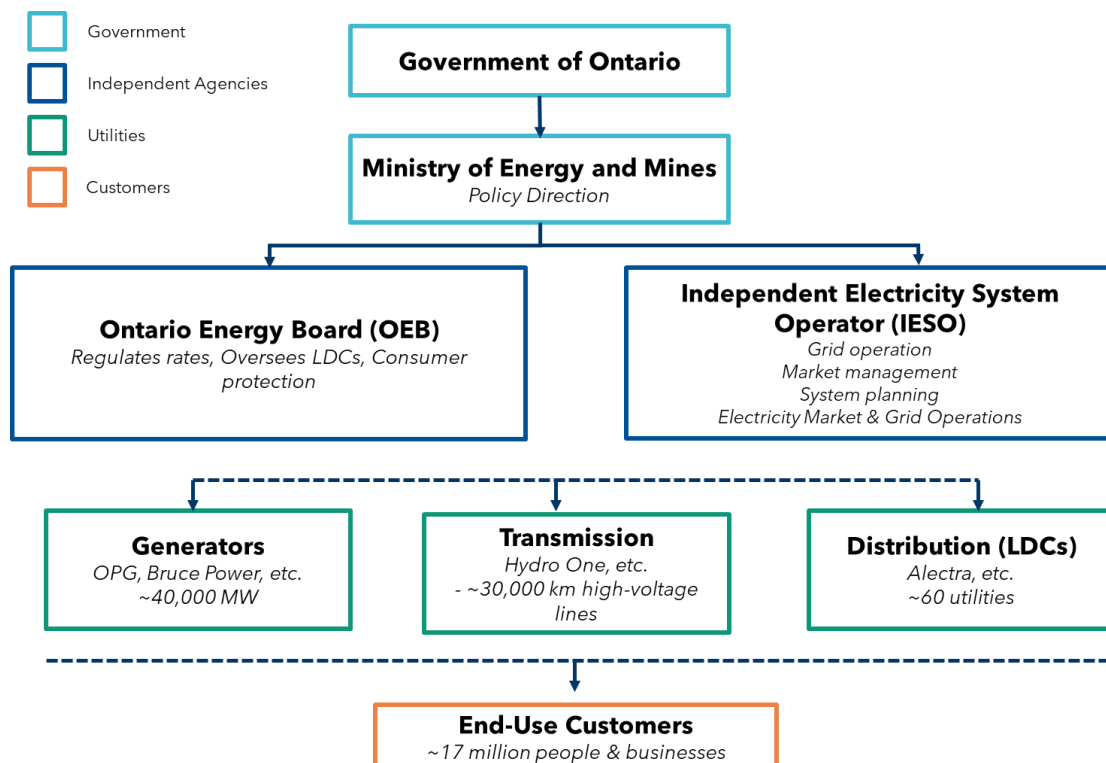 Government
Independent Agencies
Utilities
Customers
Government of Ontario
Ministry of Energy and Mines
Policy Direction
Ontario Energy Board (OEB)
Regulates rates, Oversees LDCs, Consumer
protection
Independent Electricity System
Operator (IESO)
Grid operation
Market management
System planning
Electricity Market & Grid Operations
Generators
OPG, Bruce Power, etc.
~40,000 MW
Transmission
Hydro One, etc.
- ~30,000 km high-voltage
lines
Distribution (LDCs)
Alectra, etc.
~60 utilities
End-Use Customers
~17 million people & businesses